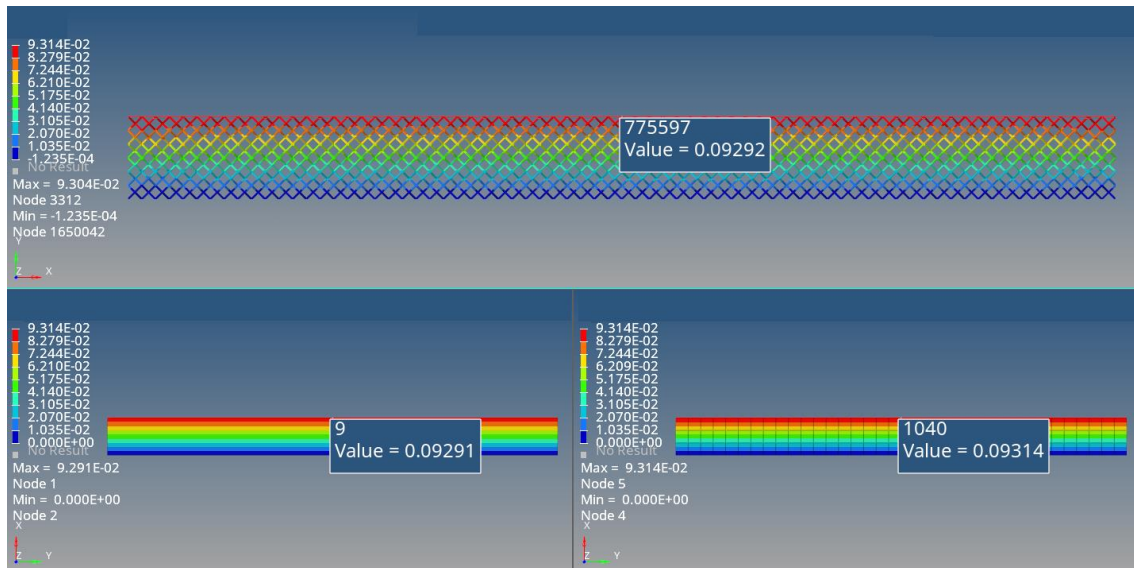 9.314E-02
8.279E-02
7.244E-02
6.210E-02
5.175E-02
4.140E-02
3.105E-02
2.070E-02
1.035E-02
-1.235E-04
No Result
Max = 9.304E-02
Node 3312
Min = -1.235E-04
Node 1650042
Y
Z X
775597
Value = 0.09292
9.314E-02
8.279E-02
7.244E-02
6.210E-02
5.175E-02
4.140E-02
3.105E-02
2.070E-02
1.035E-02
0.000E+00
No Result
Max = 9.291E-02
Node 1
Min = 0.000E+00
Node 2
X
Z Y
9
Value = 0.09291
9.314E-02
8.279E-02
7.244E-02
6.209E-02
5.175E-02
4.140E-02
3.105E-02
2.070E-02
1.035E-02
0.000E+00
No Result
Max = 9.314E-02
Node 5
Min = 0.000E+00
Node 4
X
Z Y
1040
Value = 0.09314